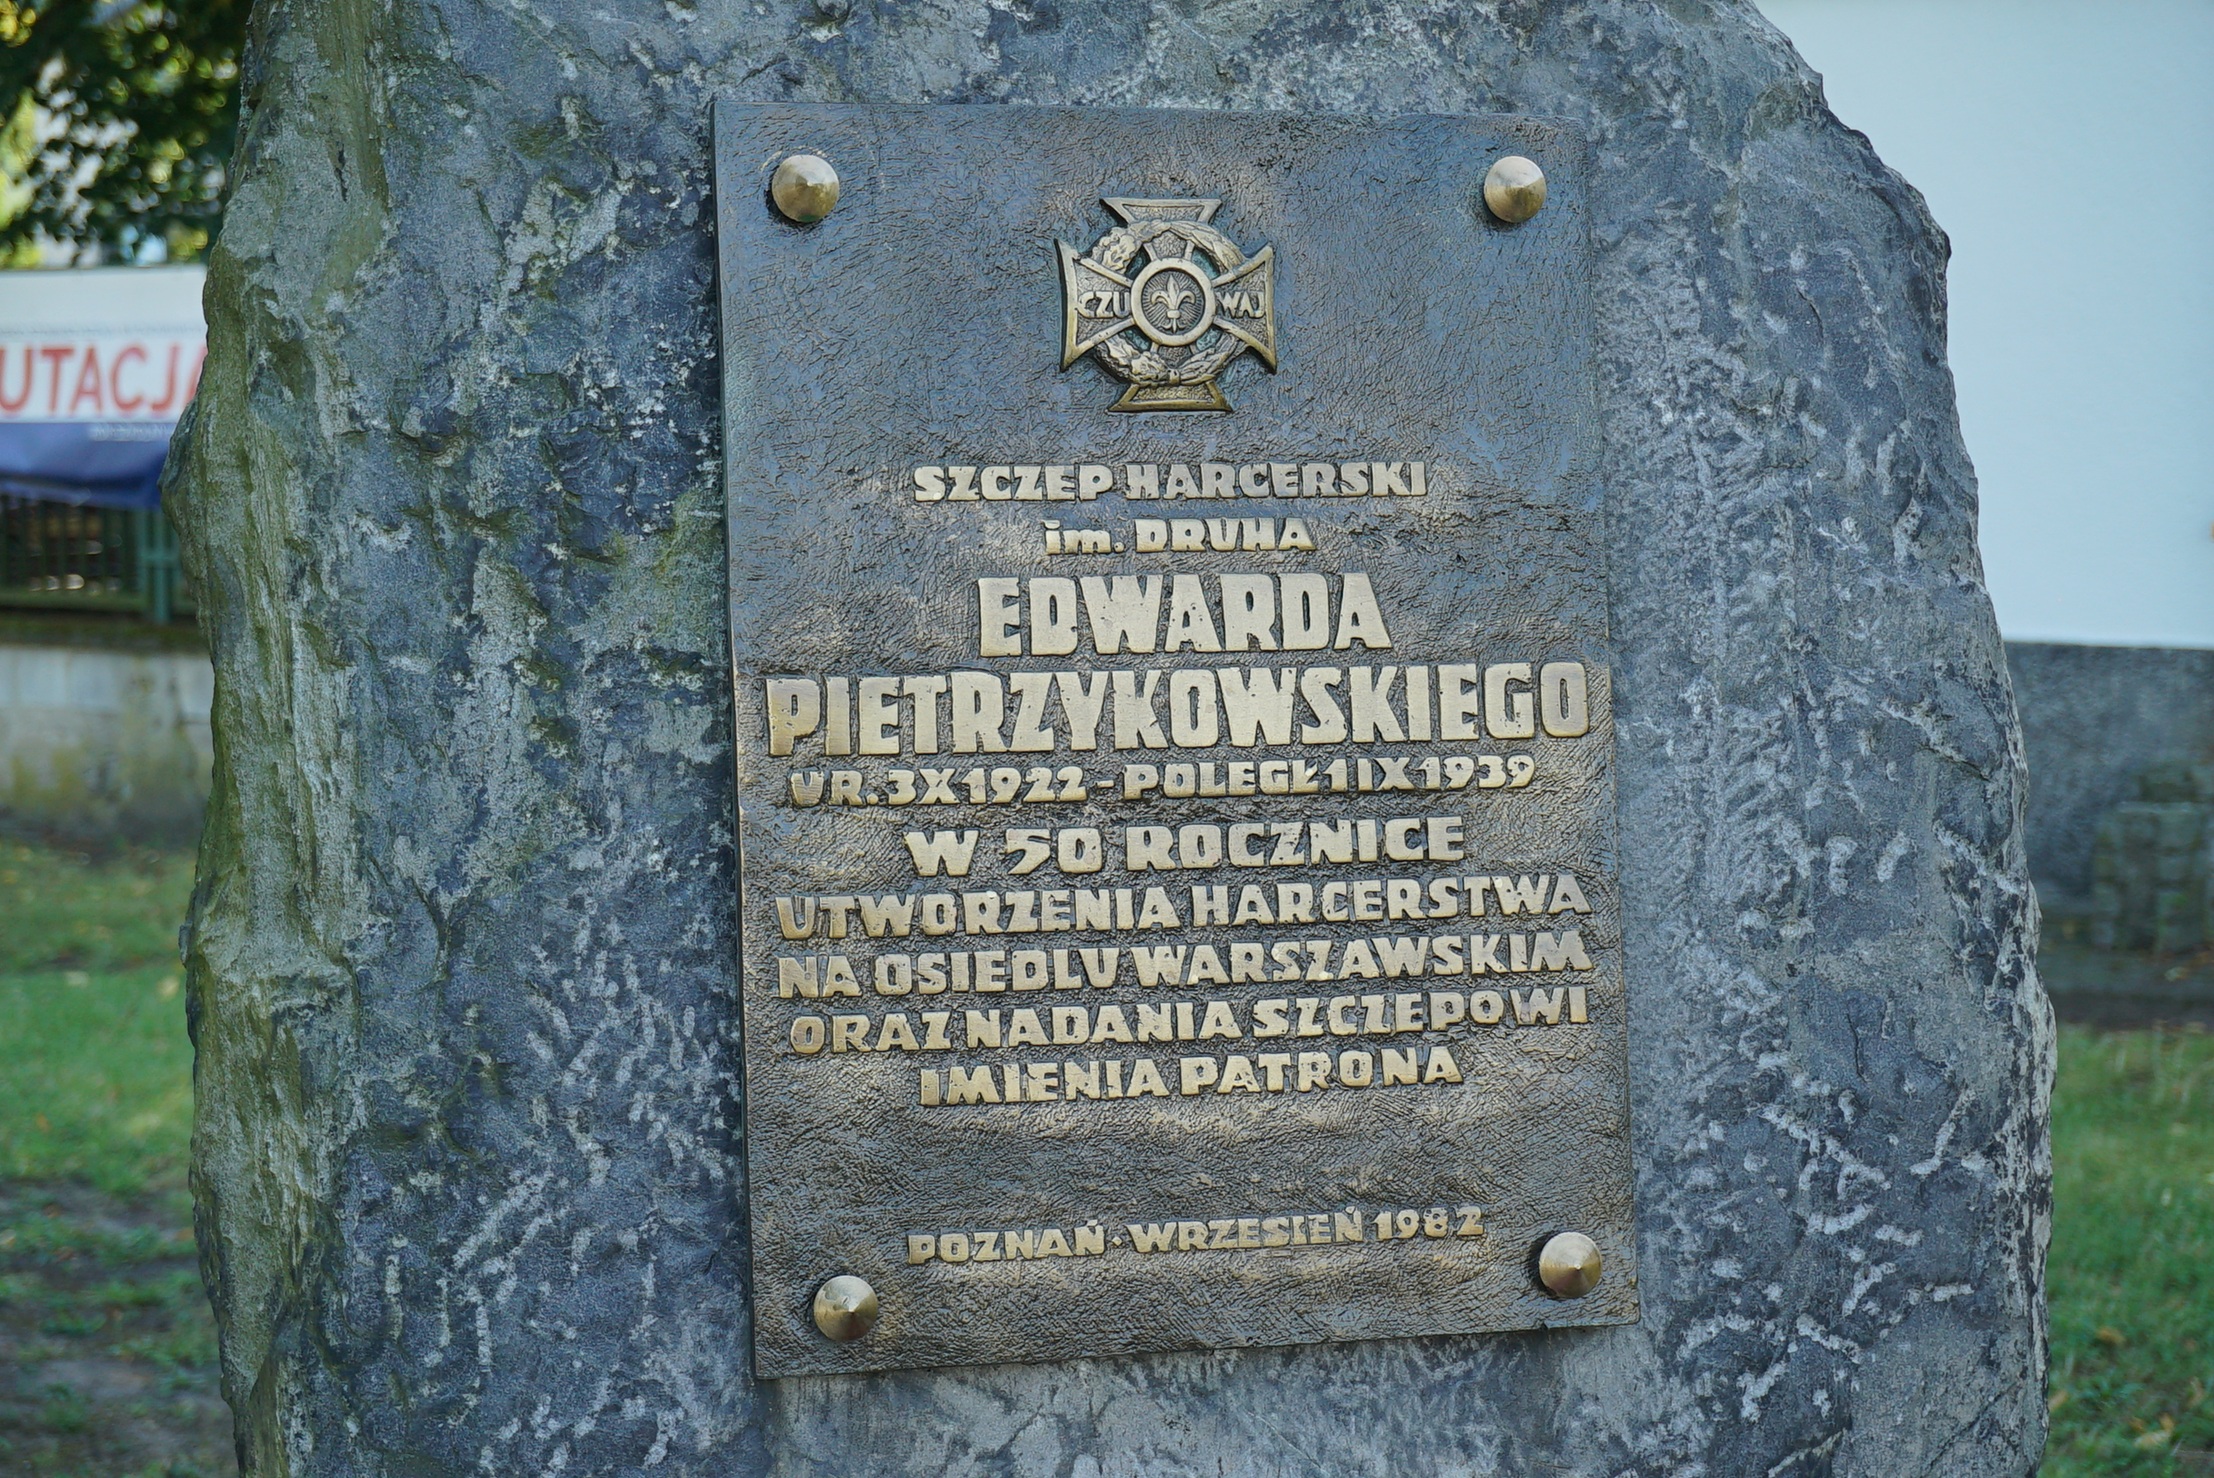 UTACJA
CZUWAJ
SZCZEP HARCERSKI
im. DRUHA
EDWARDA
PIETRZYKOWSKIEGO
UR. 3 X 1922 - POLEGŁ 1 IX 1939
W 50 ROCZNICE
UTWORZENIA HARCERSTWA
NA OSIEDLU WARSZAWSKIM
ORAZ NADANIA SZCZEPOWI
IMIENIA PATRONA
POZNAŃ · WRZESIEŃ 1982